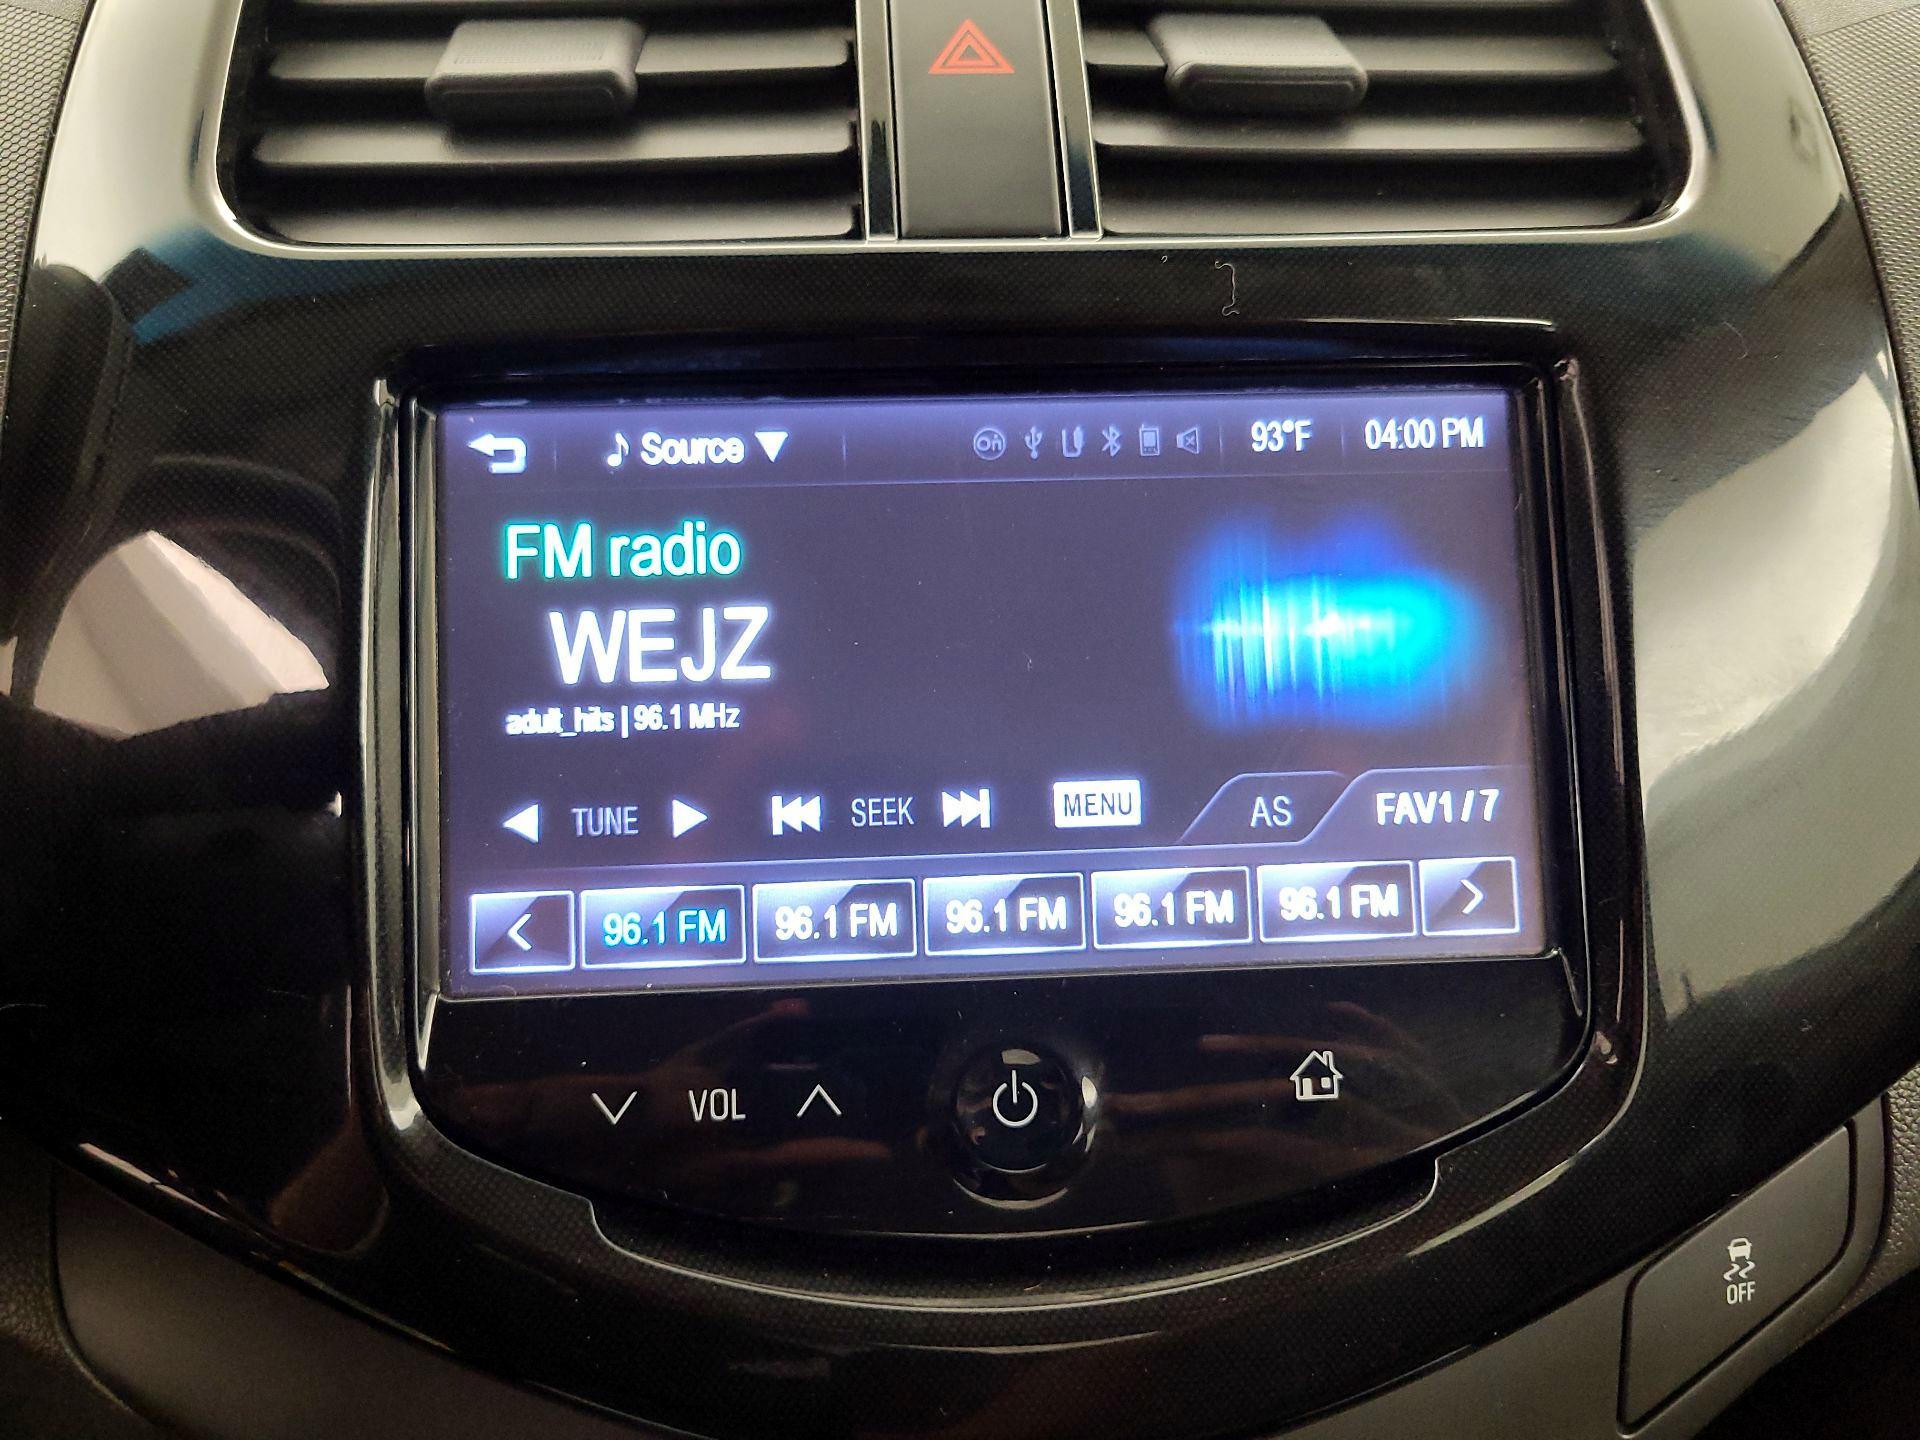 Source 93°F 04:00 PM
FM radio
WEJZ
adult_hits | 96.1 MHz
TUNE SEEK MENU AS FAV1 / 7
96.1 FM 96.1 FM 96.1 FM 96.1 FM 96.1 FM
VOL
OFF